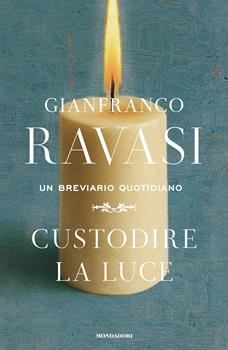 GIANFRANCO
RAVASI
UN BREVIARIO QUOTIDIANO
CUSTODIRE
LA LUCE
MONDADORI